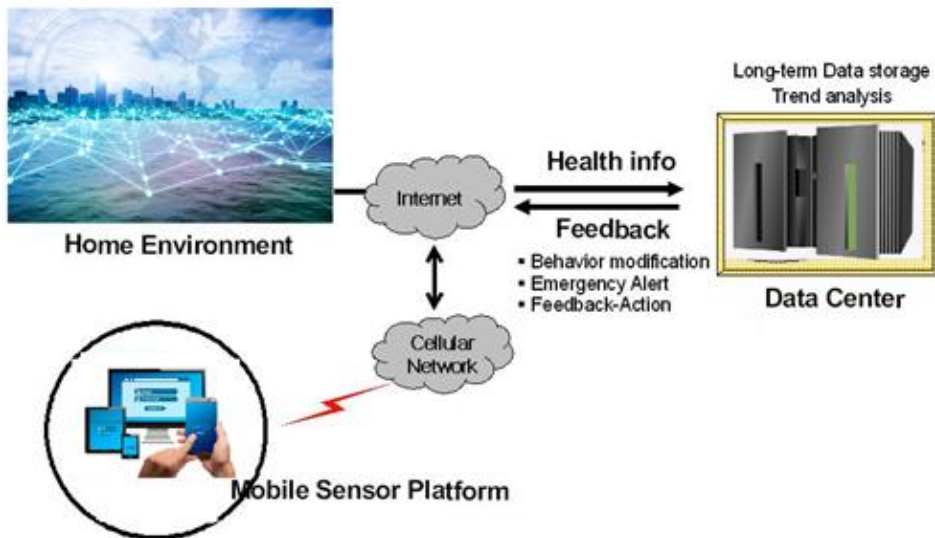 Long-term Data storage
Trend analysis
Health info
Internet
Feedback
Home Environment
▪ Behavior modification
▪ Emergency Alert
▪ Feedback-Action
Data Center
Cellular
Network
Mobile Sensor Platform